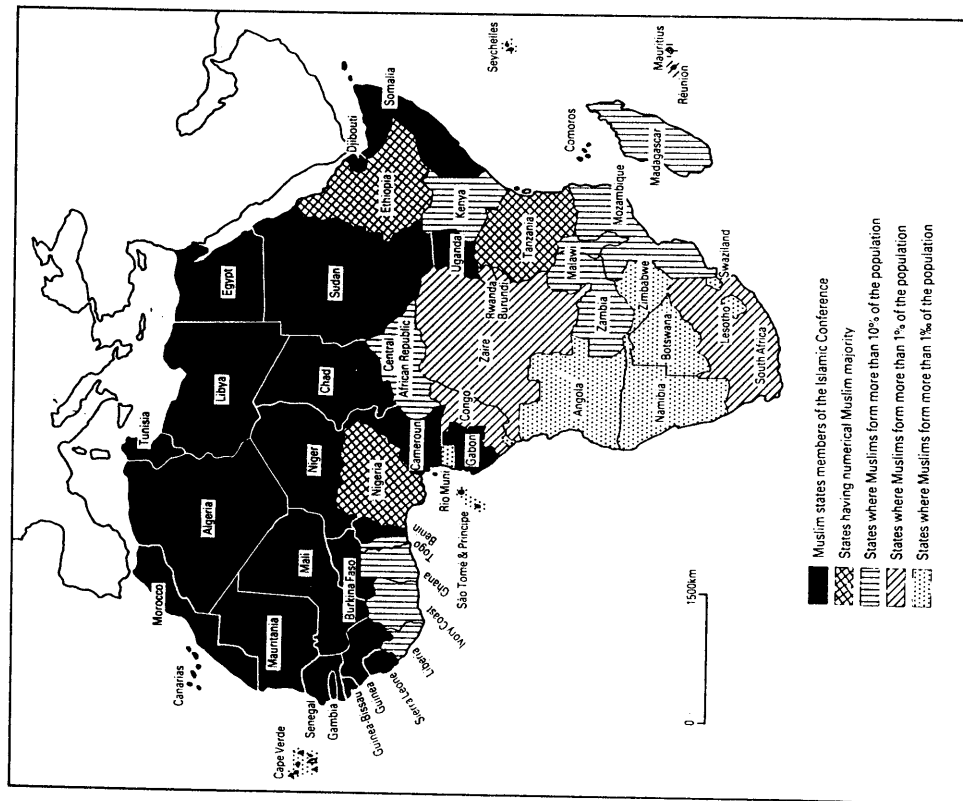 Tunisia
Morocco
Algeria
Libya
Egypt
Canarias
Mauritania
Mali
Niger
Chad
Sudan
Cape Verde
Senegal
Gambia
Guinea-Bissau
Guinea
Sierra Leone
Liberia
Ivory Coast
Ghana
Togo
Benin
Burkina Faso
Nigeria
Cameroun
Central
African Republic
Ethiopia
Djibouti
Somalia
Rio Muni
São Tomé & Principe
Gabon
Congo
Zaire
Uganda
Kenya
Rwanda
Burundi
Tanzania
Seychelles
Comoros
Angola
Zambia
Malawi
Mozambique
Madagascar
Mauritius
Réunion
Namibia
Botswana
Zimbabwe
Swaziland
Lesotho
South Africa
0
1500km
Muslim states members of the Islamic Conference
States having numerical Muslim majority
States where Muslims form more than 10% of the population
States where Muslims form more than 1% of the population
States where Muslims form more than 1‰ of the population